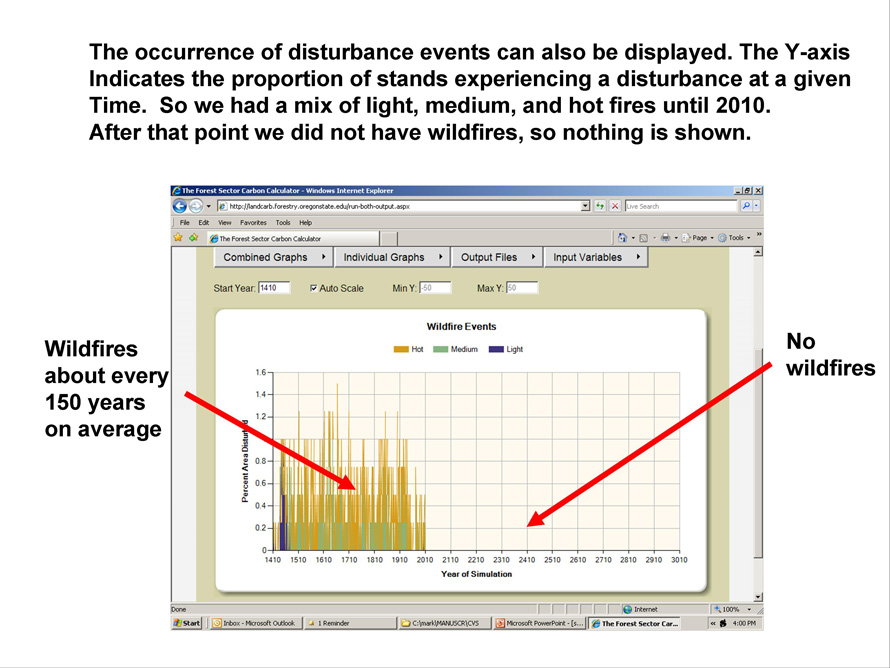 The occurrence of disturbance events can also be displayed. The Y-axis
Indicates the proportion of stands experiencing a disturbance at a given
Time.  So we had a mix of light, medium, and hot fires until 2010.
After that point we did not have wildfires, so nothing is shown.
The Forest Sector Carbon Calculator - Windows Internet Explorer
http://landcarb.forestry.oregonstate.edu/run-both-output.aspx
Live Search
File Edit View Favorites Tools Help
The Forest Sector Carbon Calculator
Page Tools »
Combined Graphs Individual Graphs Output Files Input Variables
Start Year: 1410 Auto Scale Min Y: -50 Max Y: 50
Wildfire Events
Hot Medium Light
Wildfires
about every
150 years
on average
No
wildfires
Percent Area Disturbed
1.6
1.4
1.2
0.8
0.6
0.4
0.2
0
1410 1510 1610 1710 1810 1910 2010 2110 2210 2310 2410 2510 2610 2710 2810 2910 3010
Year of Simulation
Done Internet 100%
Start Inbox - Microsoft Outlook 1 Reminder C:\mark\MANUSCR\CVS Microsoft PowerPoint - [s... The Forest Sector Car... « 4:00 PM